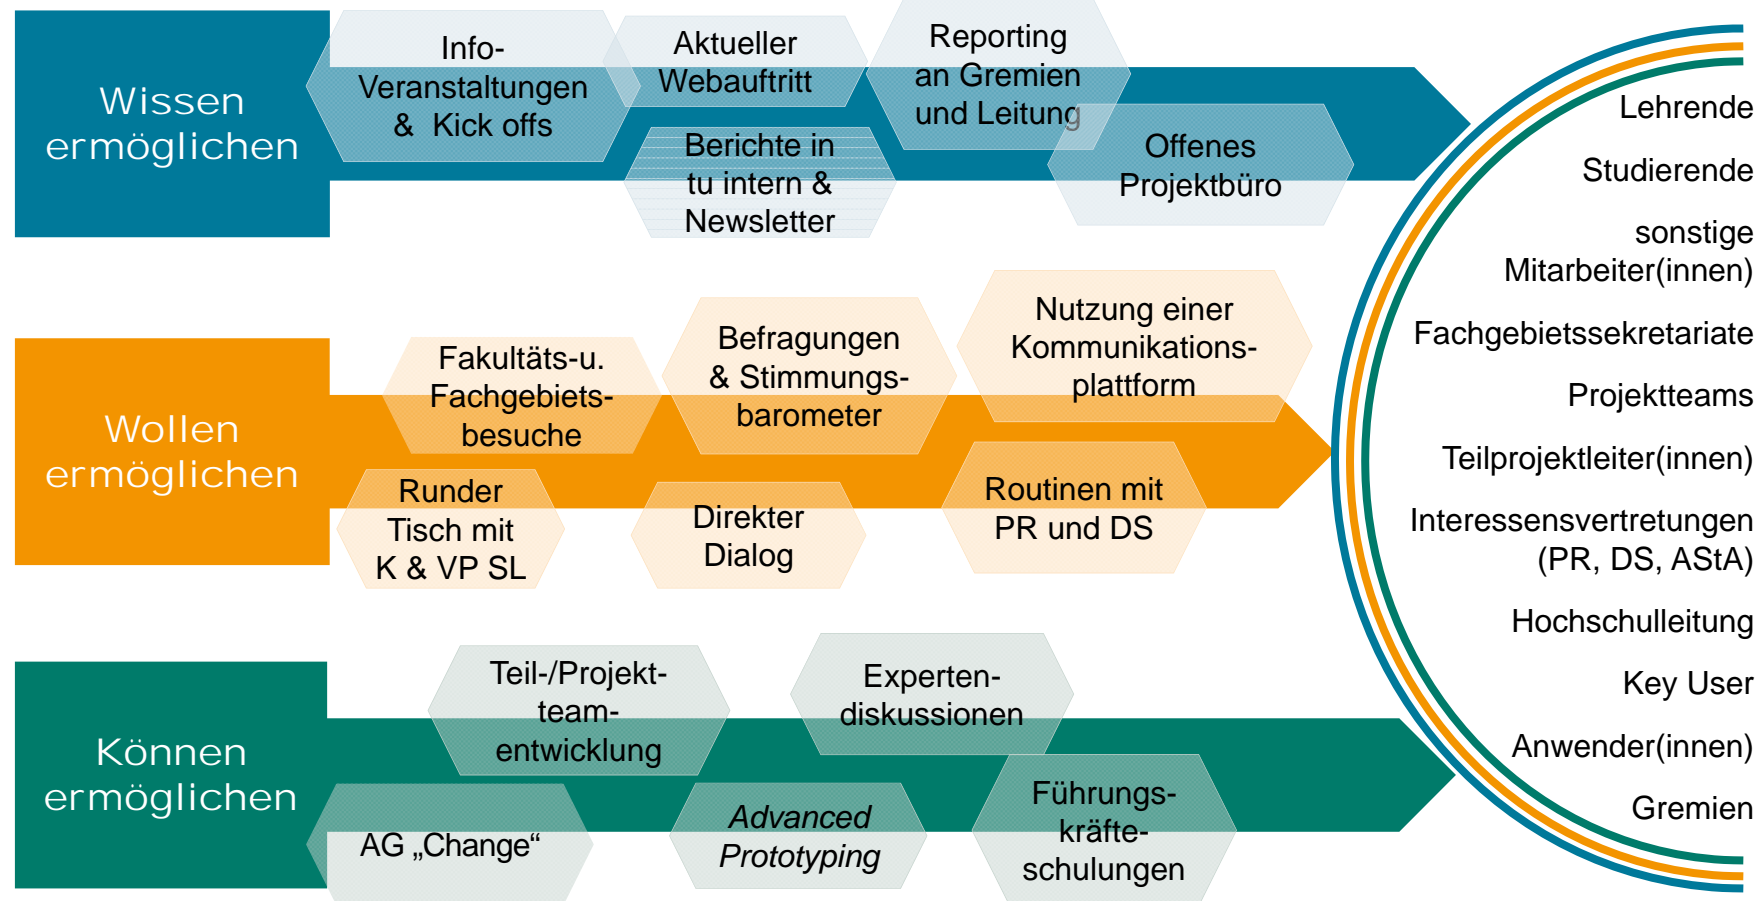 Wissen
ermöglichen
Info-
Veranstaltungen
& Kick offs
Aktueller
Webauftritt
Berichte in
tu intern &
Newsletter
Reporting
an Gremien
und Leitung
Offenes
Projektbüro
Wollen
ermöglichen
Fakultäts-u.
Fachgebiets-
besuche
Runder
Tisch mit
K & VP SL
Befragungen
& Stimmungs-
barometer
Direkter
Dialog
Nutzung einer
Kommunikations-
plattform
Routinen mit
PR und DS
Können
ermöglichen
Teil-/Projekt-
team-
entwicklung
AG „Change“
Experten-
diskussionen
Advanced
Prototyping
Führungs-
kräfte-
schulungen
Lehrende
Studierende
sonstige
Mitarbeiter(innen)
Fachgebietssekretariate
Projektteams
Teilprojektleiter(innen)
Interessensvertretungen
(PR, DS, AStA)
Hochschulleitung
Key User
Anwender(innen)
Gremien